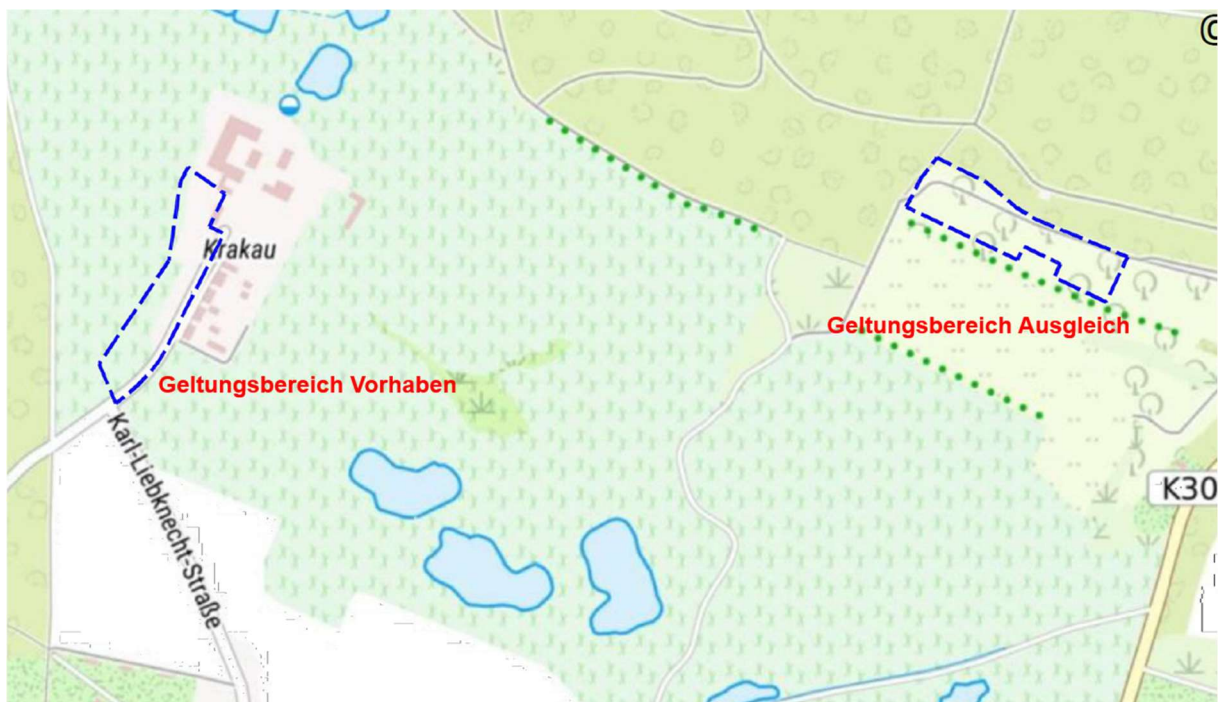 ©
Krakau
Geltungsbereich Ausgleich
Geltungsbereich Vorhaben
Karl-Liebknecht-Straße
K30